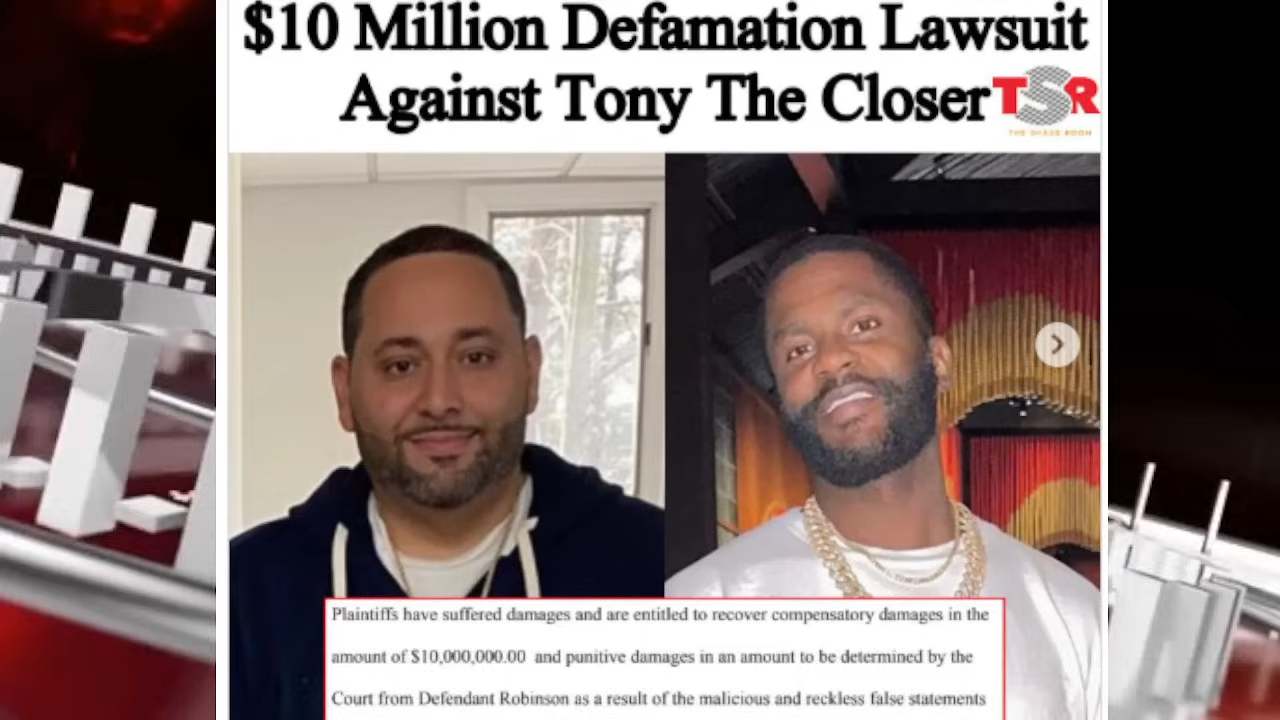 $10 Million Defamation Lawsuit
Against Tony The Closer
TSR
THE SHADE ROOM
Plaintiffs have suffered damages and are entitled to recover compensatory damages in the
amount of $10,000,000.00 and punitive damages in an amount to be determined by the
Court from Defendant Robinson as a result of the malicious and reckless false statements